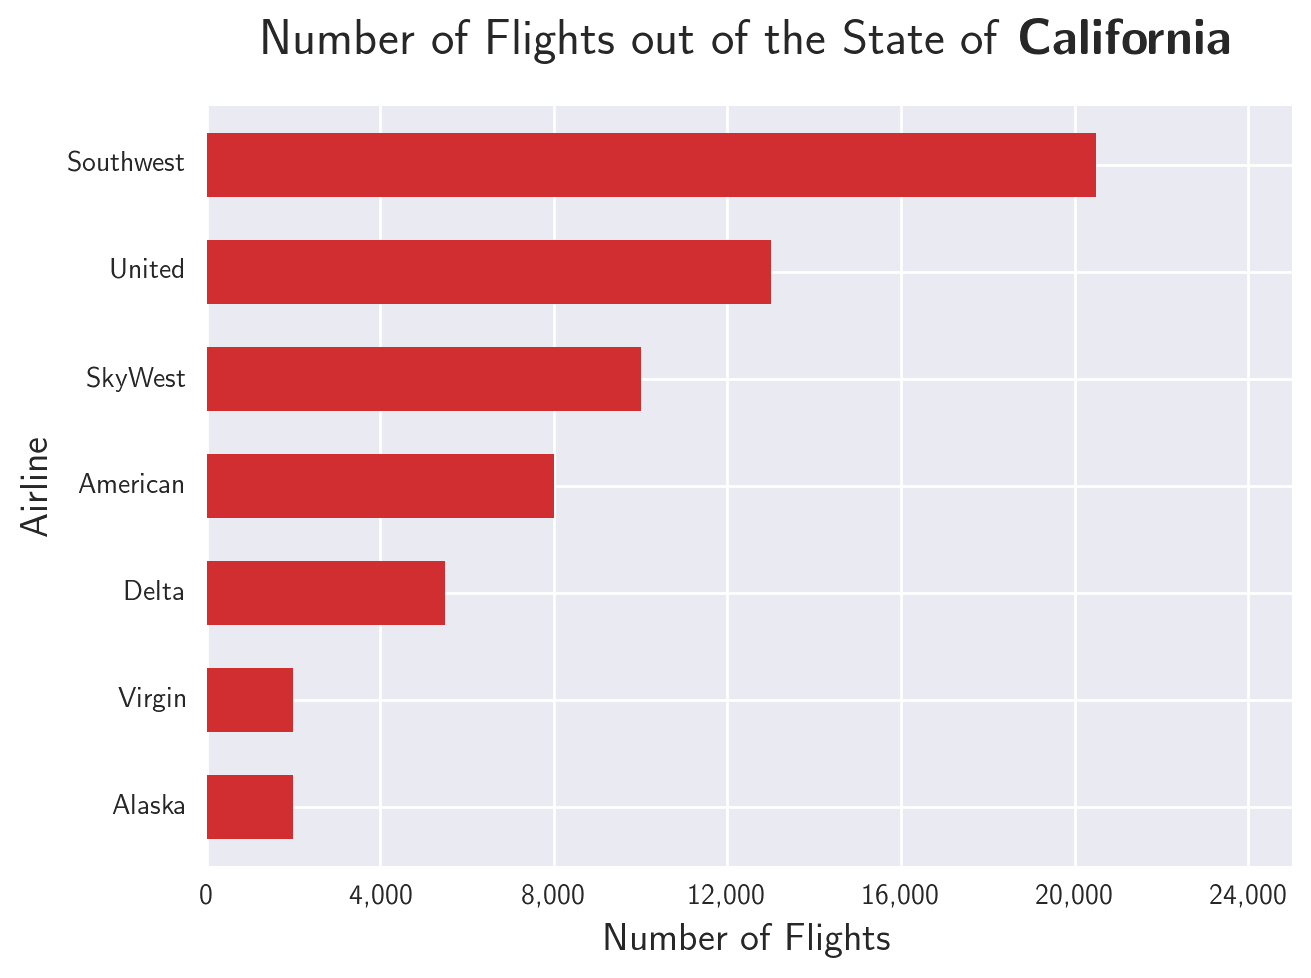 Number of Flights out of the State of California
Southwest
United
SkyWest
American
Delta
Virgin
Alaska
Airline
0 4,000 8,000 12,000 16,000 20,000 24,000
Number of Flights